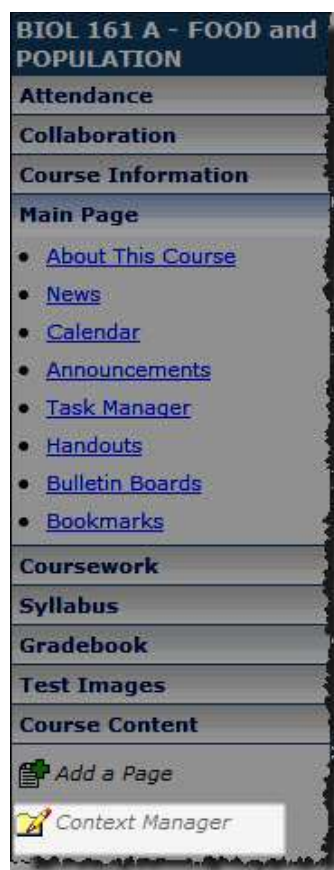 BIOL 161 A - FOOD and
POPULATION
Attendance
Collaboration
Course Information
Main Page
About This Course
News
Calendar
Announcements
Task Manager
Handouts
Bulletin Boards
Bookmarks
Coursework
Syllabus
Gradebook
Test Images
Course Content
Add a Page
Context Manager